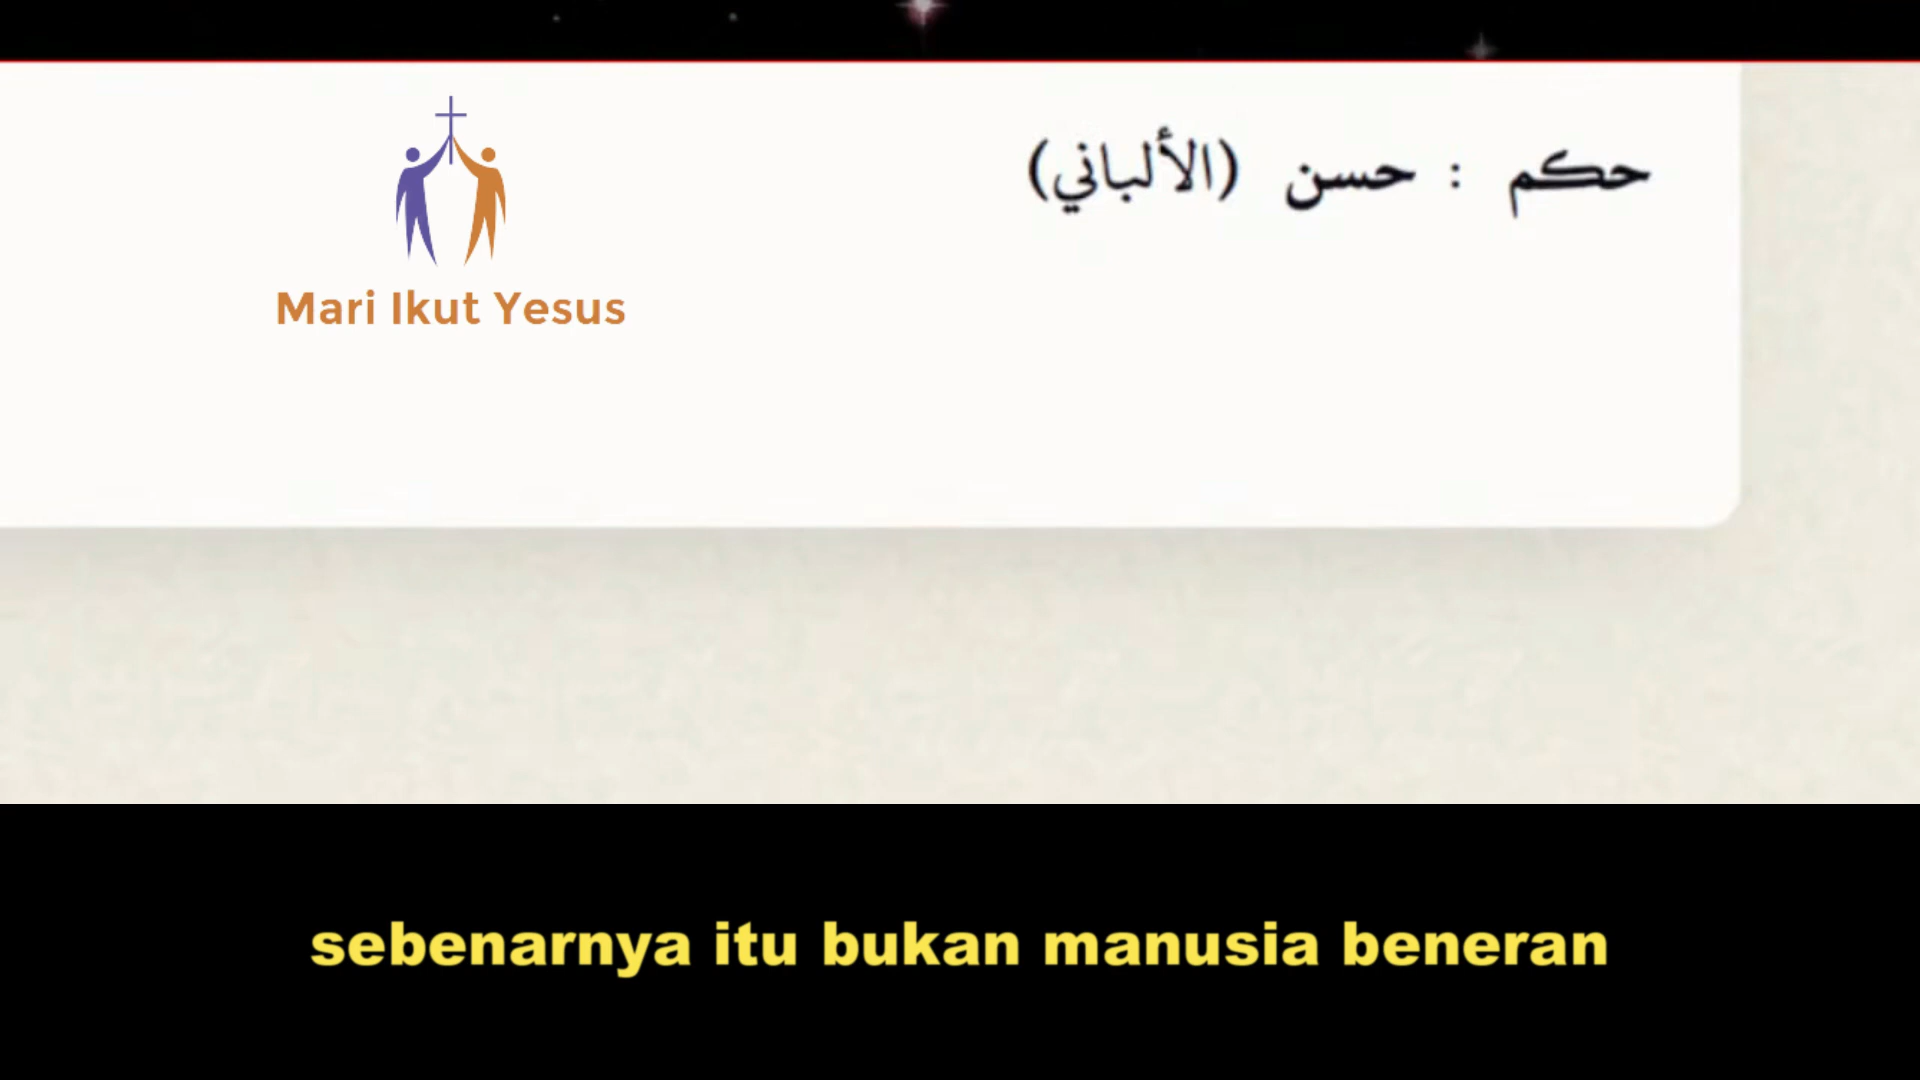 حكم : حسن (الألباني)
Mari Ikut Yesus
sebenarnya itu bukan manusia beneran